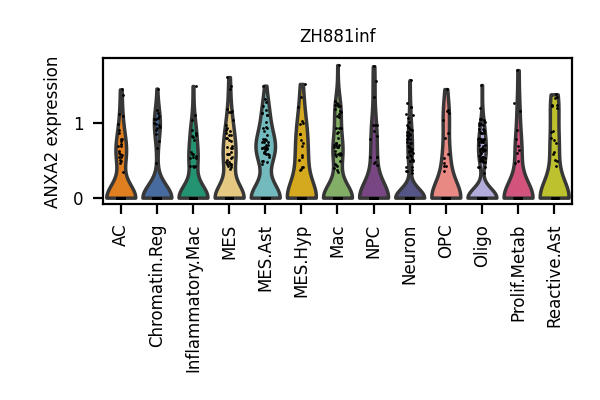 ZH881inf
ANXA2 expression
1
0
AC
Chromatin.Reg
Inflammatory.Mac
MES
MES.Ast
MES.Hyp
Mac
NPC
Neuron
OPC
Oligo
Prolif.Metab
Reactive.Ast